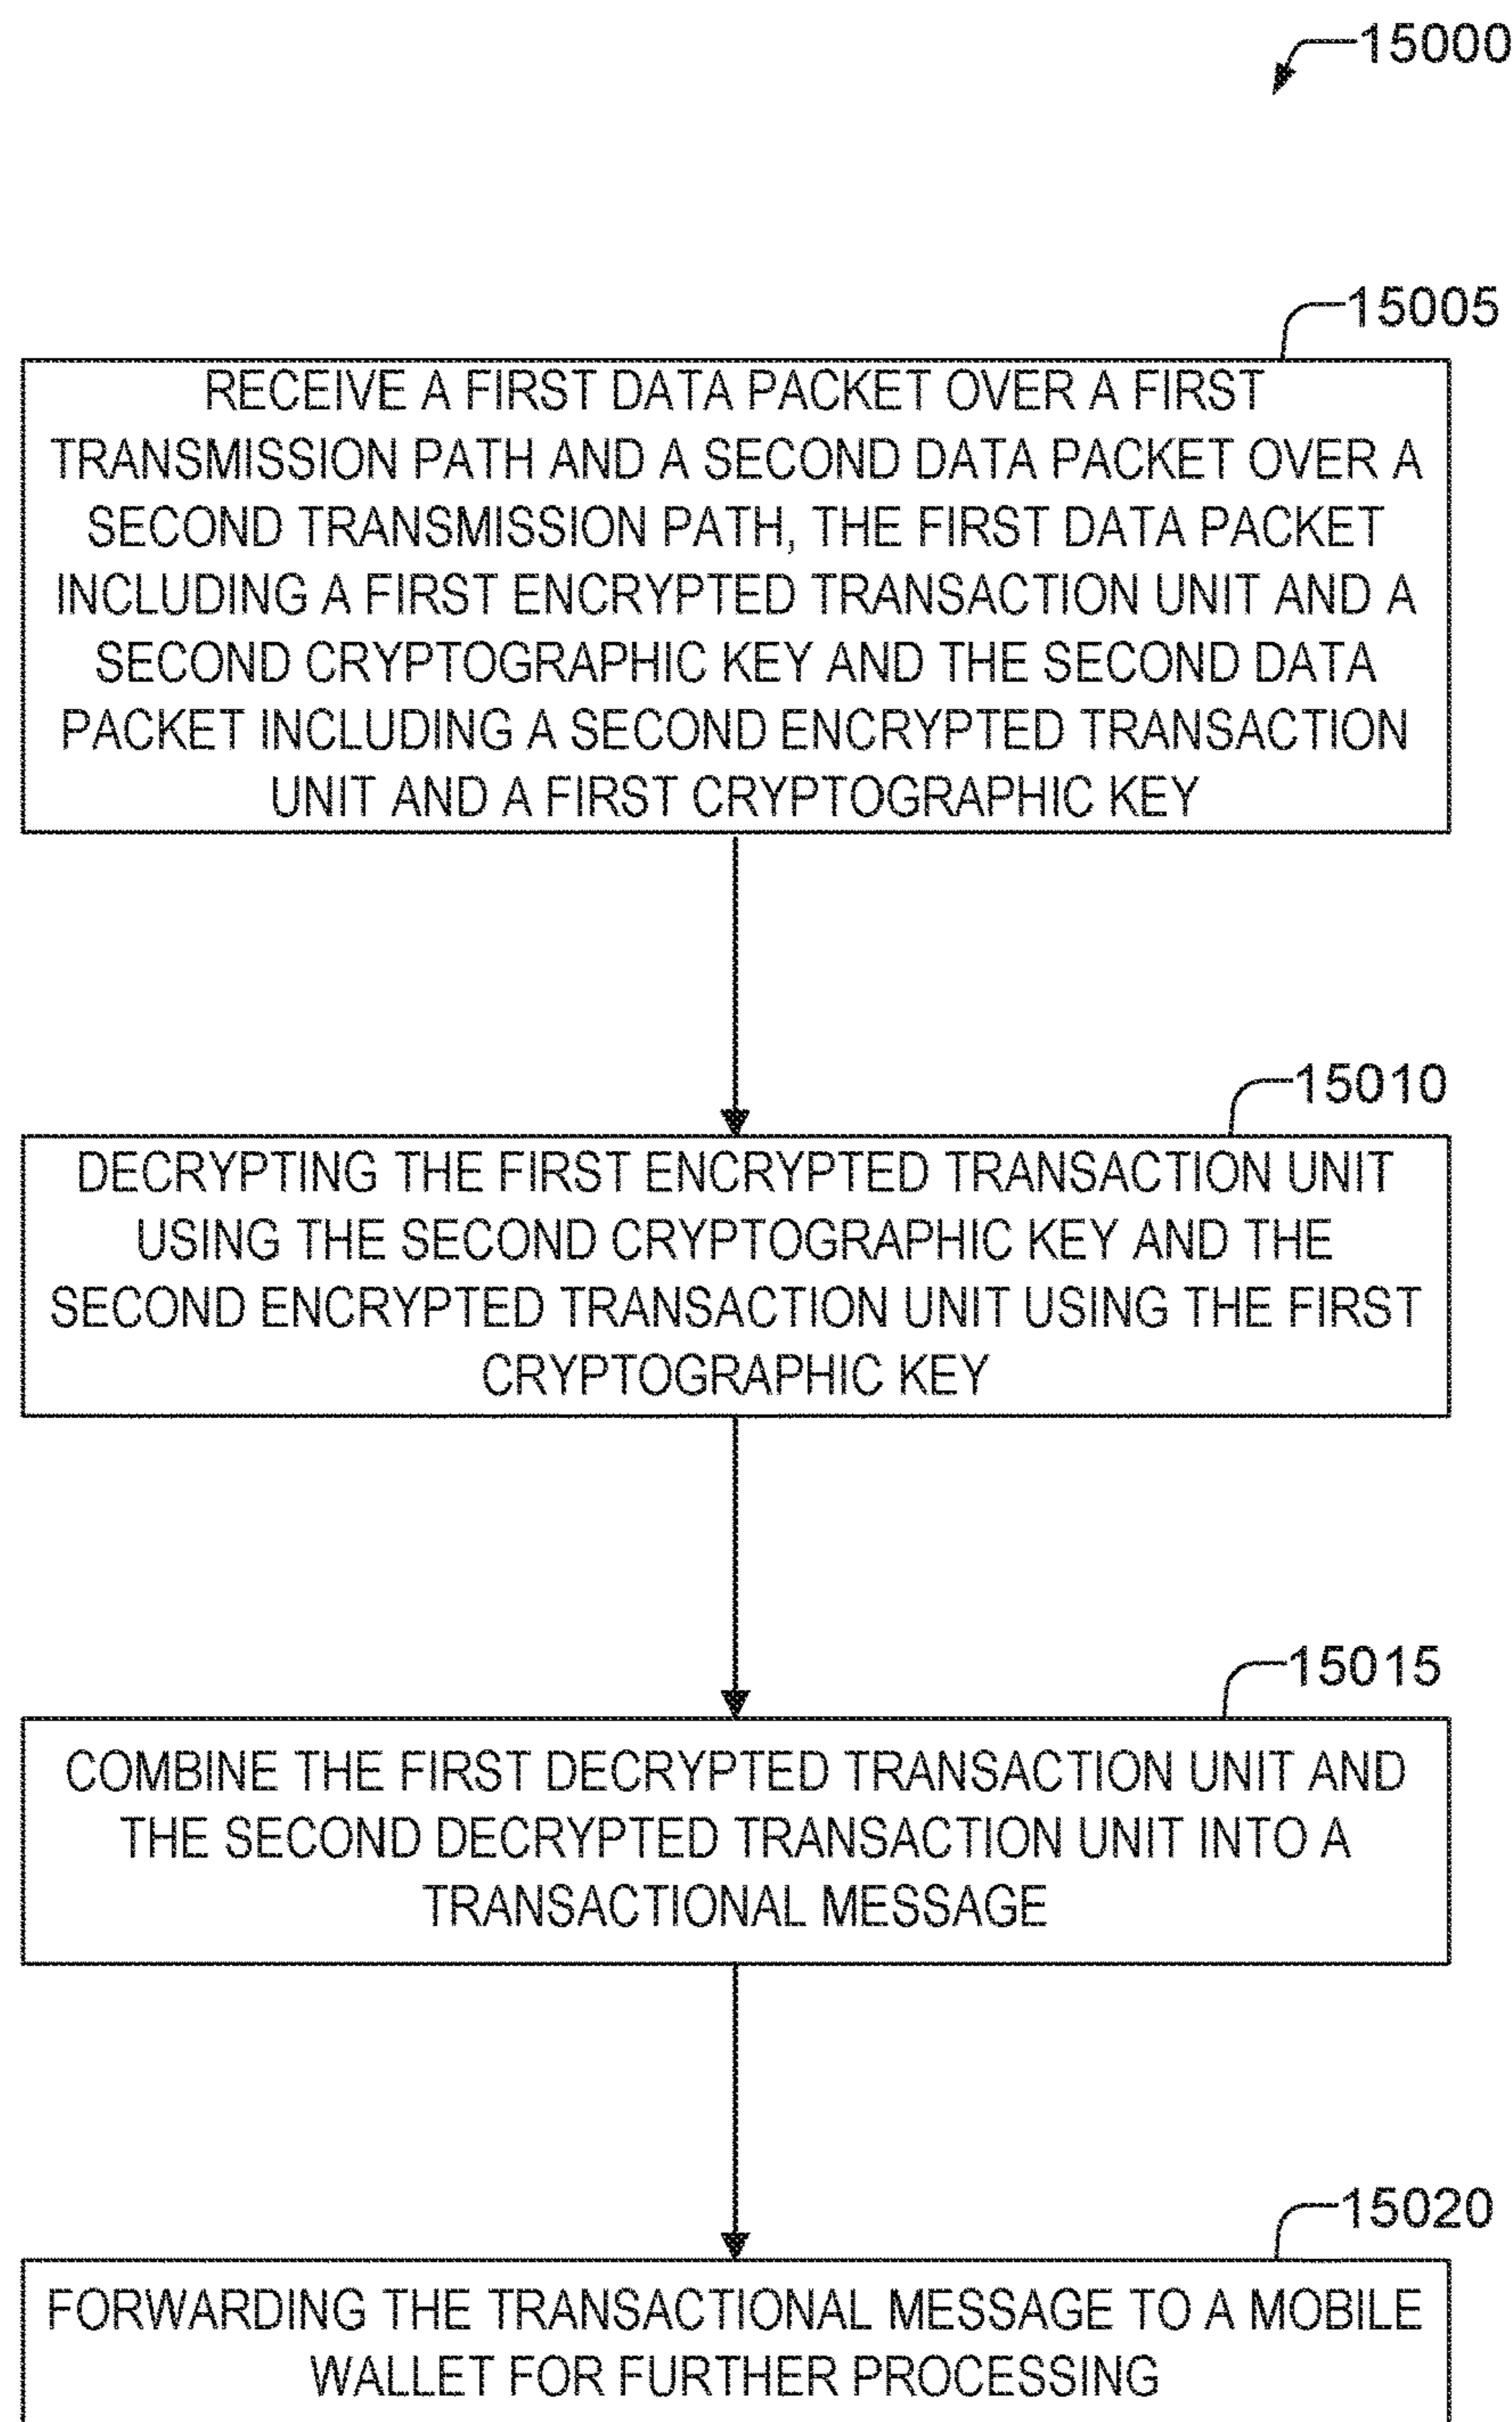 15000
15005
RECEIVE A FIRST DATA PACKET OVER A FIRST
TRANSMISSION PATH AND A SECOND DATA PACKET OVER A
SECOND TRANSMISSION PATH, THE FIRST DATA PACKET
INCLUDING A FIRST ENCRYPTED TRANSACTION UNIT AND A
SECOND CRYPTOGRAPHIC KEY AND THE SECOND DATA
PACKET INCLUDING A SECOND ENCRYPTED TRANSACTION
UNIT AND A FIRST CRYPTOGRAPHIC KEY
15010
DECRYPTING THE FIRST ENCRYPTED TRANSACTION UNIT
USING THE SECOND CRYPTOGRAPHIC KEY AND THE
SECOND ENCRYPTED TRANSACTION UNIT USING THE FIRST
CRYPTOGRAPHIC KEY
15015
COMBINE THE FIRST DECRYPTED TRANSACTION UNIT AND
THE SECOND DECRYPTED TRANSACTION UNIT INTO A
TRANSACTIONAL MESSAGE
15020
FORWARDING THE TRANSACTIONAL MESSAGE TO A MOBILE
WALLET FOR FURTHER PROCESSING